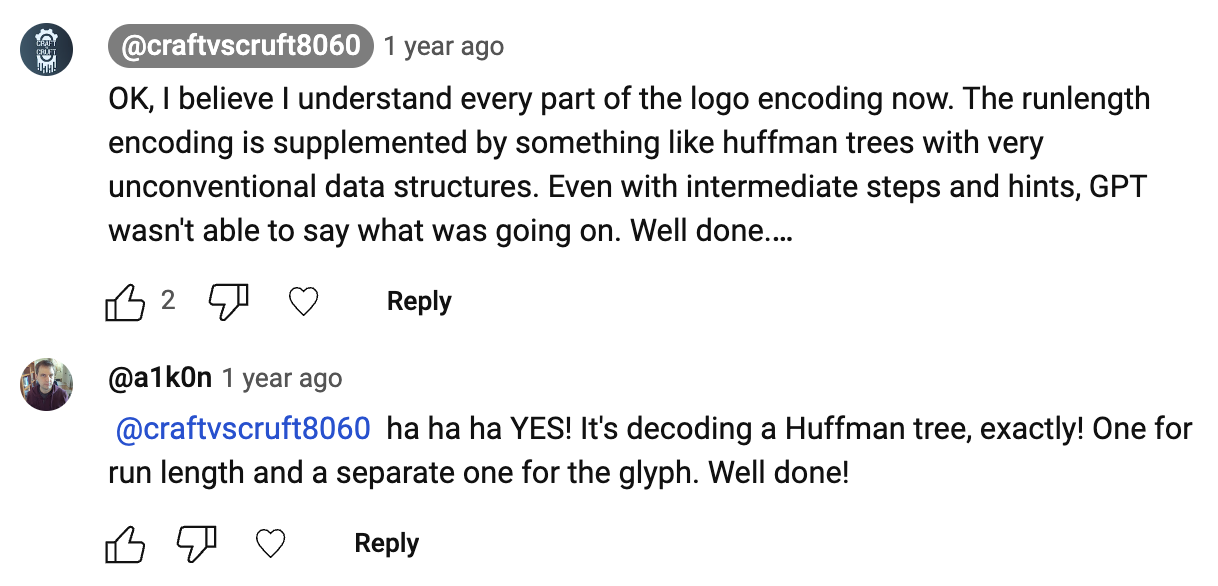 CRAFT
CRUFT
@craftvscruft8060 1 year ago
OK, I believe I understand every part of the logo encoding now. The runlength
encoding is supplemented by something like huffman trees with very
unconventional data structures. Even with intermediate steps and hints, GPT
wasn't able to say what was going on. Well done....
2 Reply
@a1k0n 1 year ago
@craftvscruft8060 ha ha ha YES! It's decoding a Huffman tree, exactly! One for
run length and a separate one for the glyph. Well done!
Reply